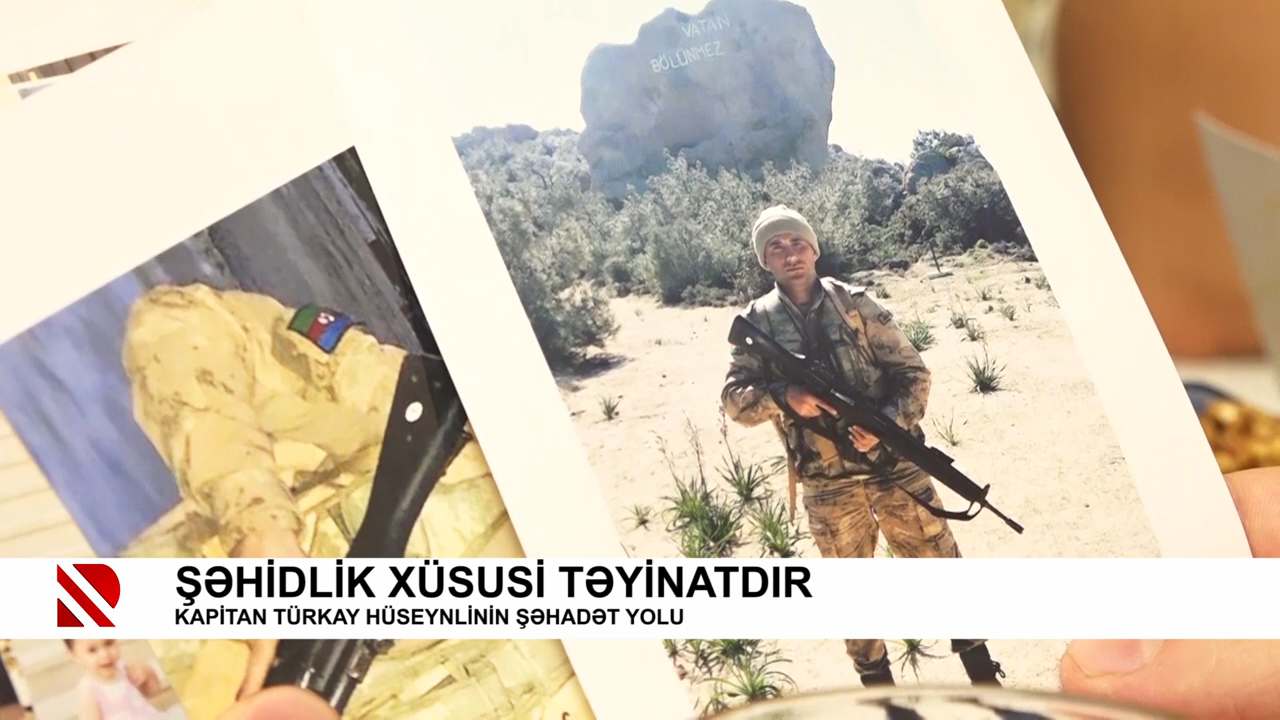 VATAN
BÖLÜNMEZ
ŞƏHİDLİK XÜSUSİ TƏYİNATDIR
KAPİTAN TÜRKAY HÜSEYNLİNİN ŞƏHADƏT YOLU